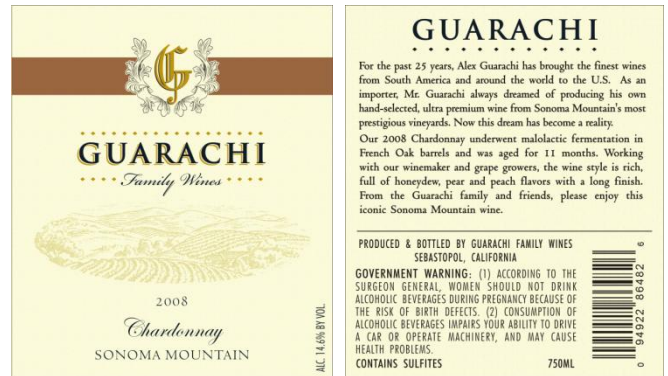 G
GUARACHI
Family Wines
2008
Chardonnay
SONOMA MOUNTAIN
ALC. 14.6% BY VOL.
GUARACHI
For the past 25 years, Alex Guarachi has brought the finest wines
from South America and around the world to the U.S. As an
importer, Mr. Guarachi always dreamed of producing his own
hand-selected, ultra premium wine from Sonoma Mountain's most
prestigious vineyards. Now this dream has become a reality.
Our 2008 Chardonnay underwent malolactic fermentation in
French Oak barrels and was aged for 11 months. Working
with our winemaker and grape growers, the wine style is rich,
full of honeydew, pear and peach flavors with a long finish.
From the Guarachi family and friends, please enjoy this
iconic Sonoma Mountain wine.
PRODUCED & BOTTLED BY GUARACHI FAMILY WINES
SEBASTOPOL, CALIFORNIA
GOVERNMENT WARNING: (1) ACCORDING TO THE
SURGEON GENERAL, WOMEN SHOULD NOT DRINK
ALCOHOLIC BEVERAGES DURING PREGNANCY BECAUSE OF
THE RISK OF BIRTH DEFECTS. (2) CONSUMPTION OF
ALCOHOLIC BEVERAGES IMPAIRS YOUR ABILITY TO DRIVE
A CAR OR OPERATE MACHINERY, AND MAY CAUSE
HEALTH PROBLEMS.
CONTAINS SULFITES 750ML
0 94922 86482 6